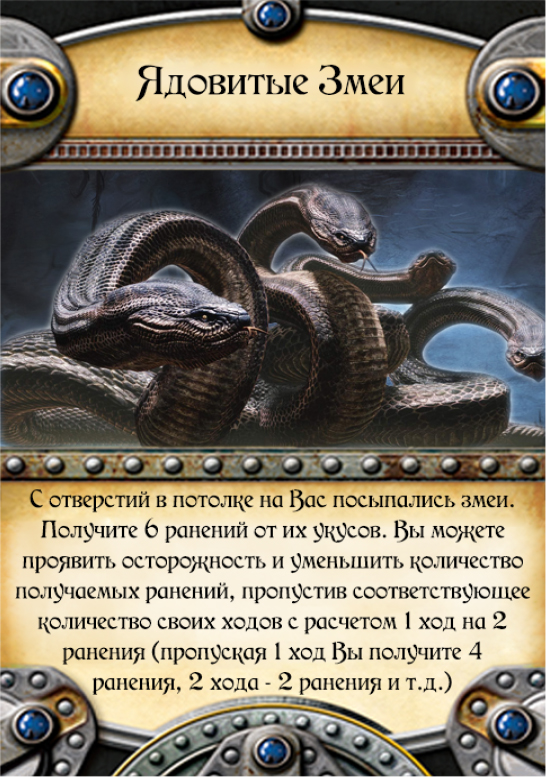 Ядовитые Змеи
С отверстий в потолке на Вас посыпались змеи.
Получите 6 ранений от их укусов. Вы можете
проявить осторожность и уменьшить количество
получаемых ранений, пропустив соответствующее
количество своих ходов с расчетом 1 ход на 2
ранения (пропуская 1 ход Вы получите 4
ранения, 2 хода - 2 ранения и т.д.)